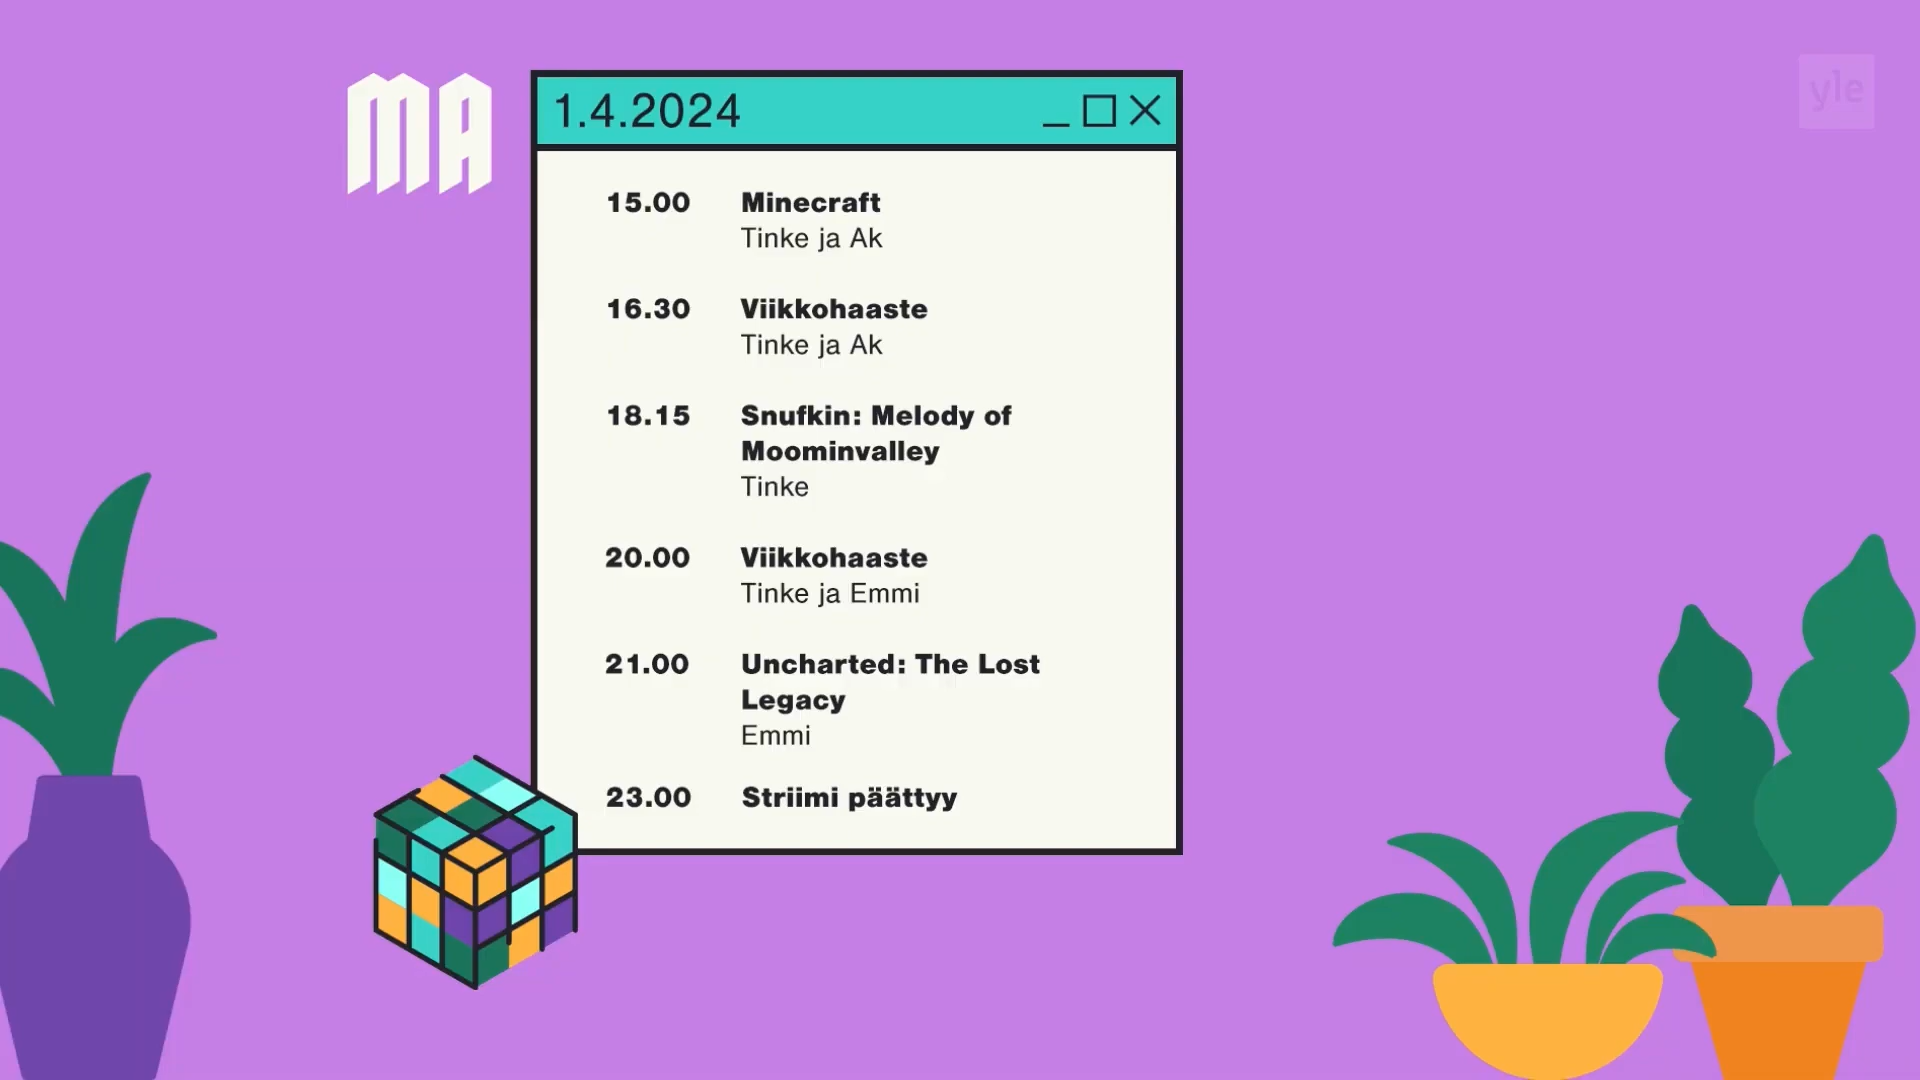 MA
1.4.2024
yle
15.00 Minecraft
Tinke ja Ak
16.30 Viikkohaaste
Tinke ja Ak
18.15 Snufkin: Melody of
Moominvalley
Tinke
20.00 Viikkohaaste
Tinke ja Emmi
21.00 Uncharted: The Lost
Legacy
Emmi
23.00 Striimi päättyy